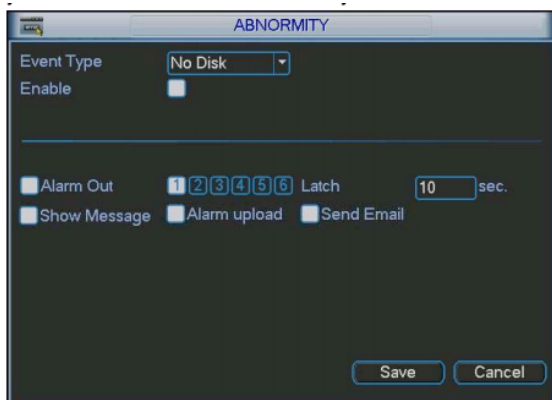 ABNORMITY
Event Type No Disk
Enable
Alarm Out 1 2 3 4 5 6 Latch 10 sec.
Show Message Alarm upload Send Email
Save Cancel